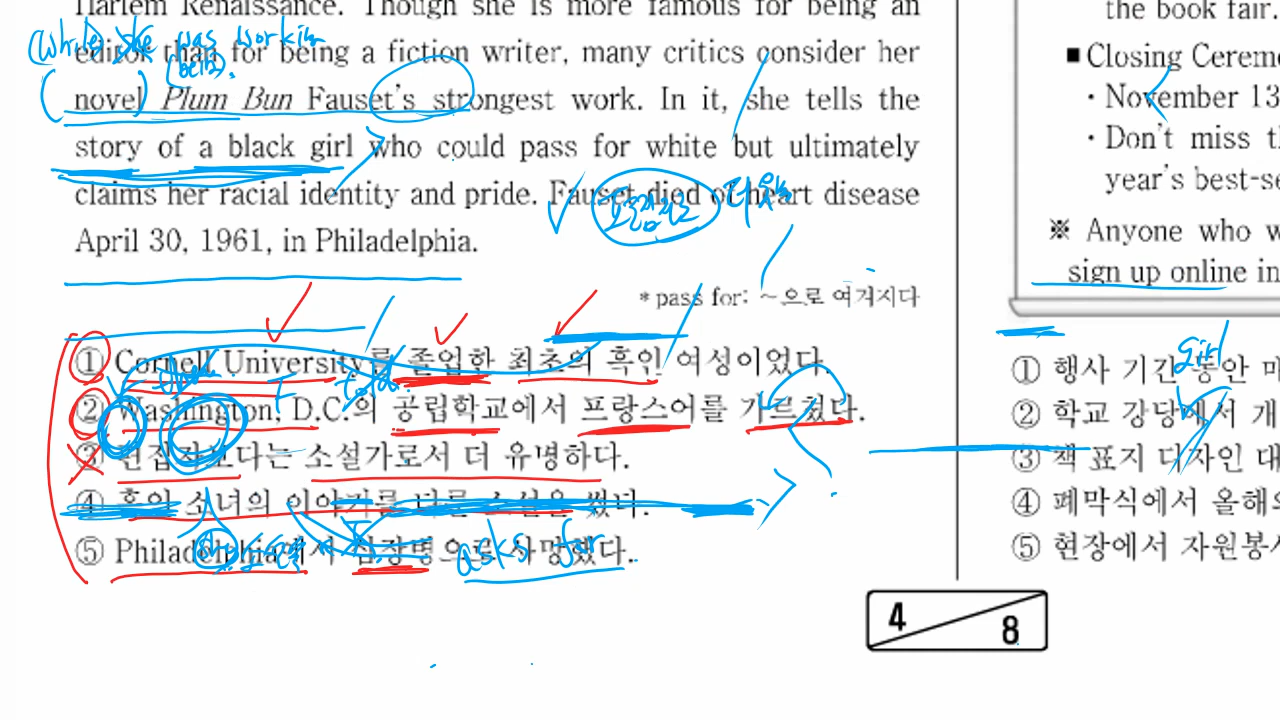 Harlem Renaissance. Though she is more famous for being an
(while she was working
editor than for being a fiction writer, many critics consider her
novel Plum Bun Fauset's strongest work. In it, she tells the
story of a black girl who could pass for white but ultimately
claims her racial identity and pride. Fauset died of heart disease
April 30, 1961, in Philadelphia.
* pass for: ~으로 여겨지다
① Cornell University를 졸업한 최초의 흑인 여성이었다.
② Washington, D.C.의 공립학교에서 프랑스어를 가르쳤다.
③ 편집자보다는 소설가로서 더 유명하다.
④ 흑인 소녀의 이야기를 다룬 소설을 썼다.
⑤ Philadelphia에서 심장병으로 사망했다.
asks for
the book fair.
■ Closing Ceremo
· November 13
· Don't miss t
year's best-se
※ Anyone who w
sign up online in
Girl
① 행사 기간 동안 매
② 학교 강당에서 개
③ 책 표지 디자인 대
④ 폐막식에서 올해의
⑤ 현장에서 자원봉사
4
8